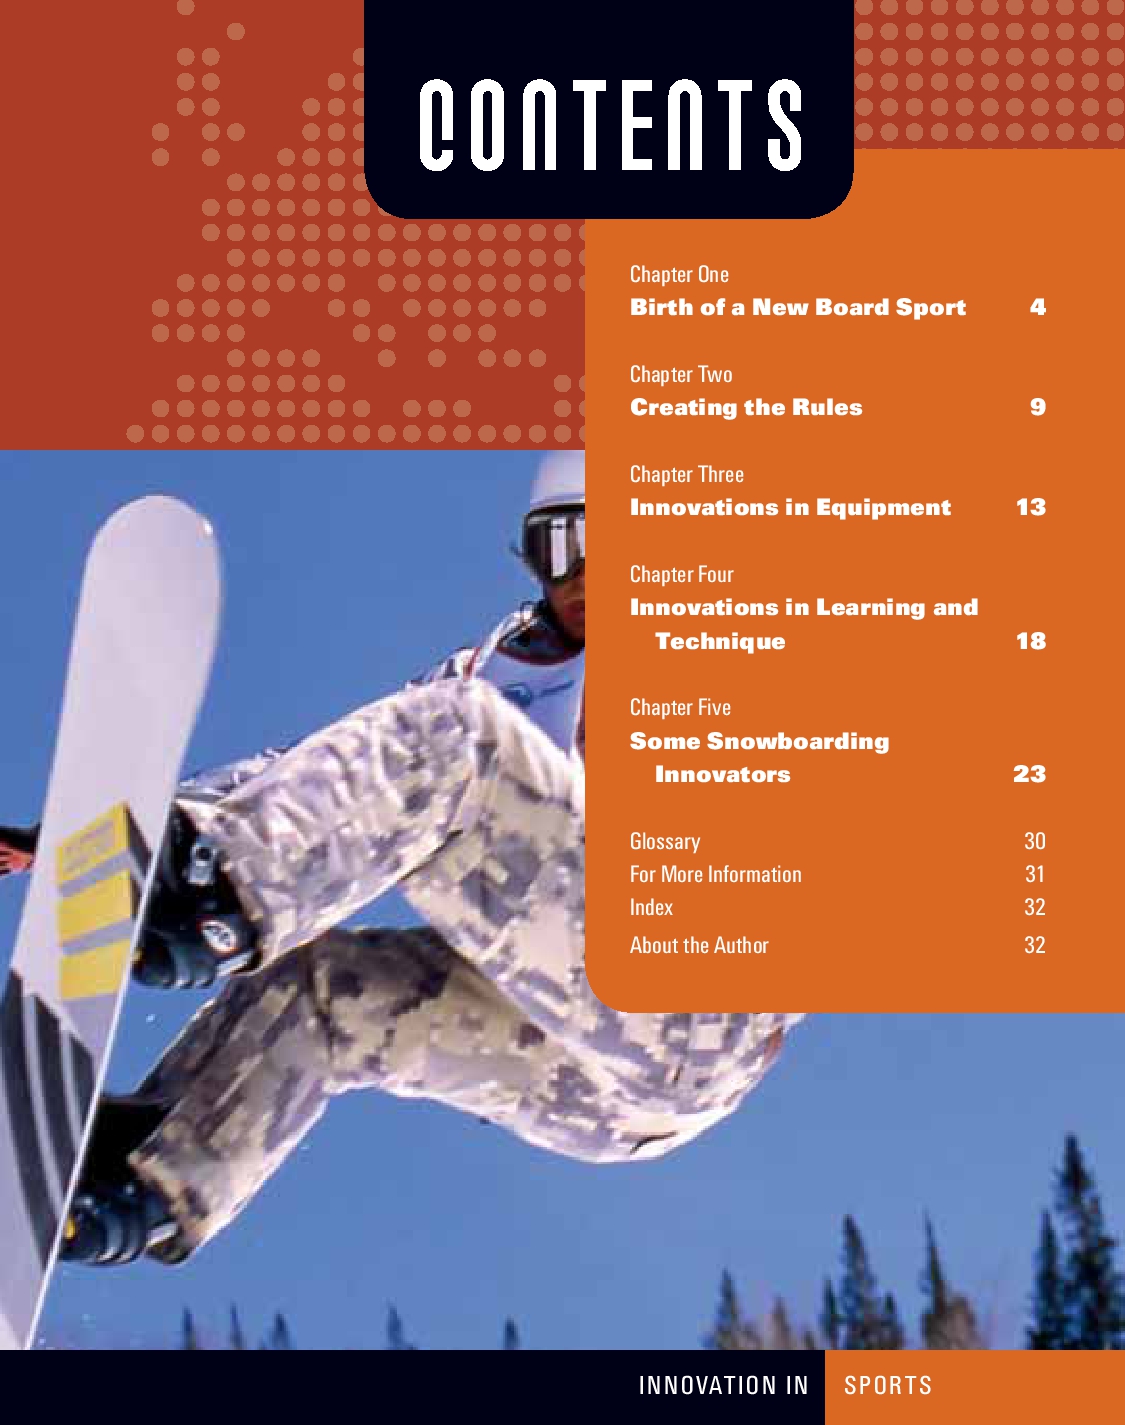 CONTENTS
Chapter One
Birth of a New Board Sport 4
Chapter Two
Creating the Rules 9
Chapter Three
Innovations in Equipment 13
Chapter Four
Innovations in Learning and
Technique 18
Chapter Five
Some Snowboarding
Innovators 23
Glossary 30
For More Information 31
Index 32
About the Author 32
INNOVATION IN SPORTS